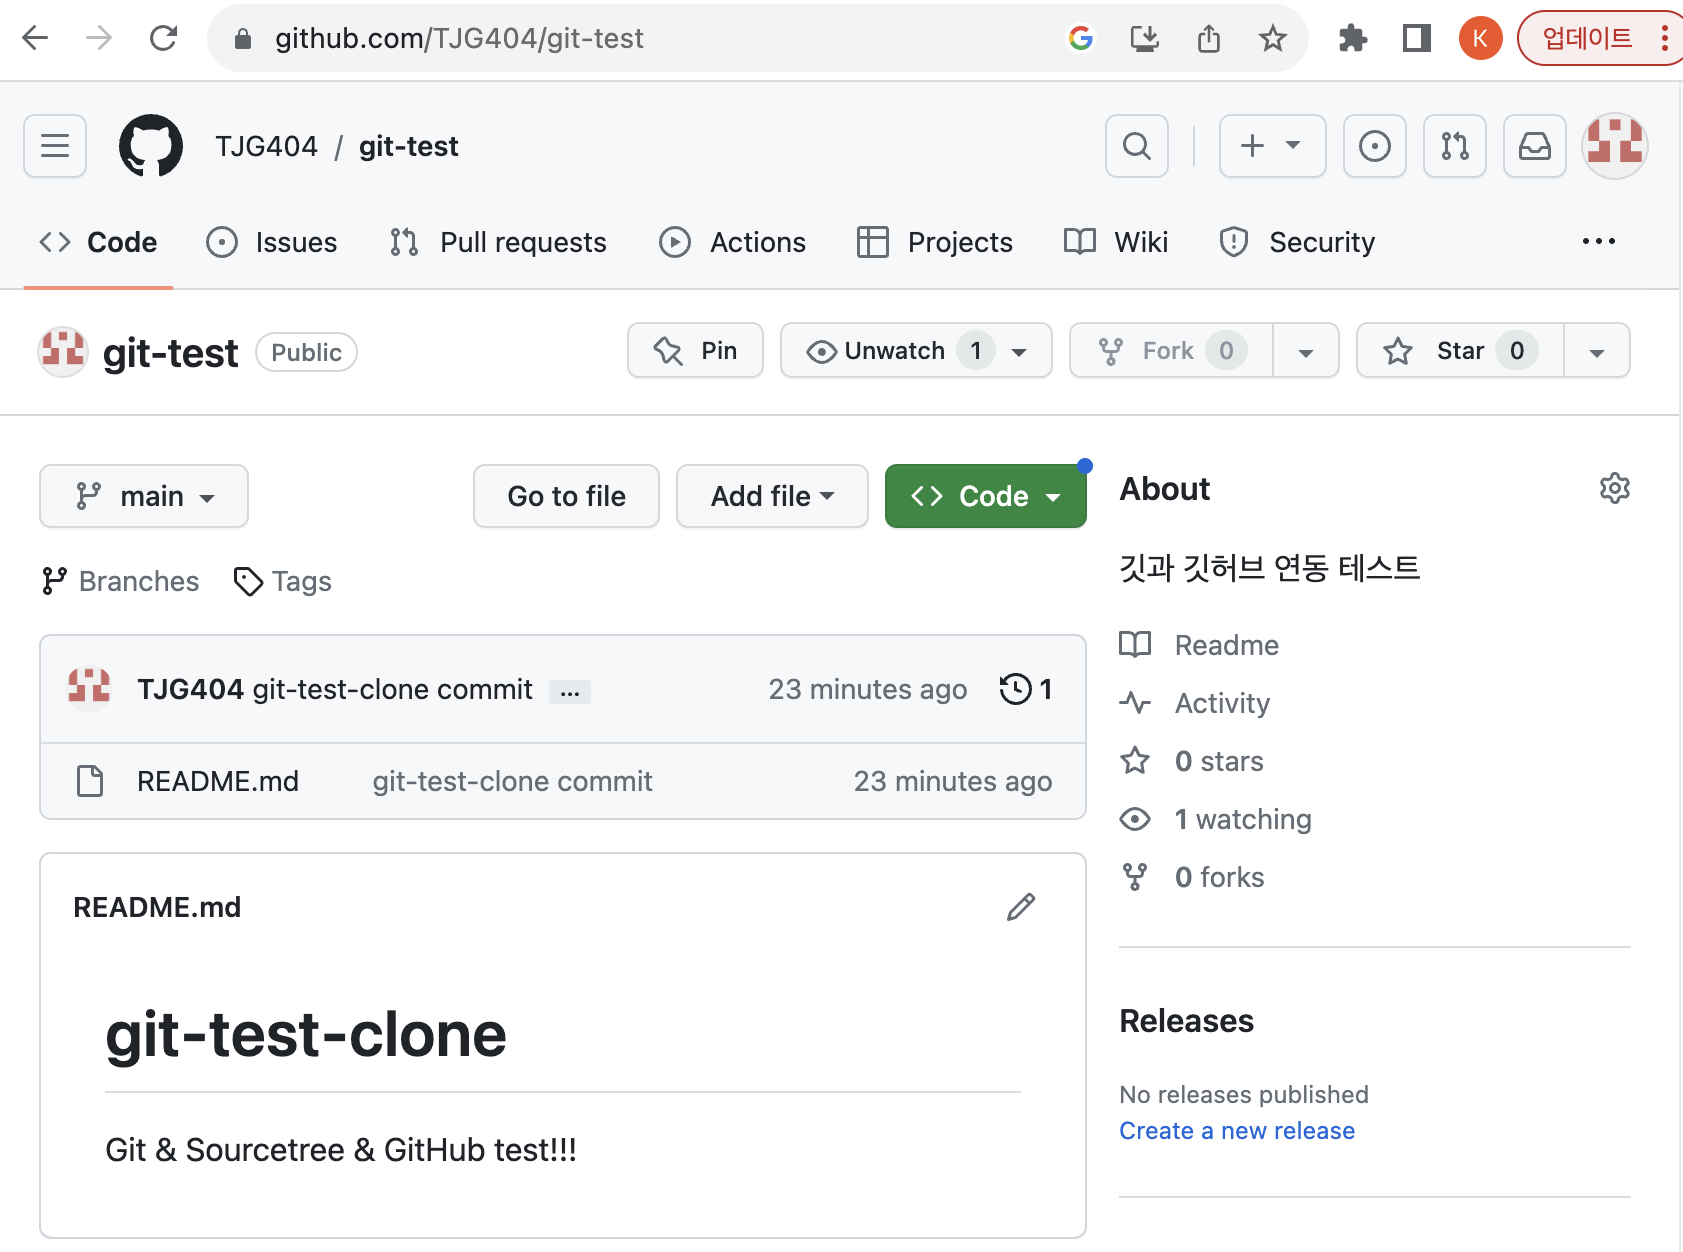 github.com/TJG404/git-test
K
업데이트
TJG404 / git-test
Code Issues Pull requests Actions Projects Wiki Security
git-test Public
Pin Unwatch 1 Fork 0 Star 0
main Go to file Add file Code
Branches Tags
TJG404 git-test-clone commit ... 23 minutes ago 1
README.md git-test-clone commit 23 minutes ago
README.md
git-test-clone
Git & Sourcetree & GitHub test!!!
About
깃과 깃허브 연동 테스트
Readme
Activity
0 stars
1 watching
0 forks
Releases
No releases published
Create a new release